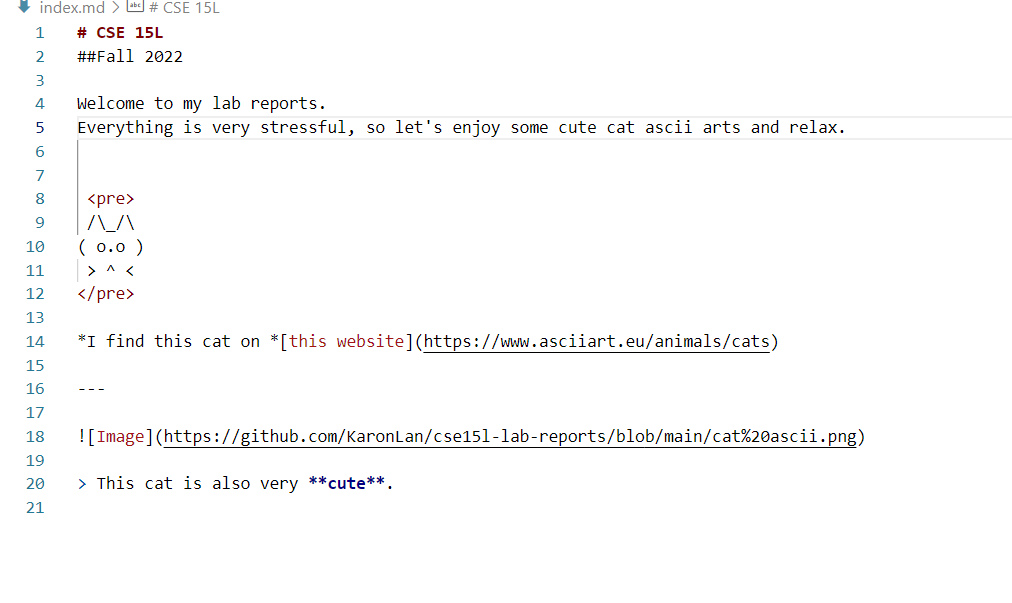 index.md > abc # CSE 15L
1 # CSE 15L
2 ##Fall 2022
3
4 Welcome to my lab reports.
5 Everything is very stressful, so let's enjoy some cute cat ascii arts and relax.
6
7
8  <pre>
9  /\_/\
10 ( o.o )
11  > ^ <
12 </pre>
13
14 *I find this cat on *[this website](https://www.asciiart.eu/animals/cats)
15
16 ---
17
18 ![Image](https://github.com/KaronLan/cse15l-lab-reports/blob/main/cat%20ascii.png)
19
20 > This cat is also very **cute**.
21